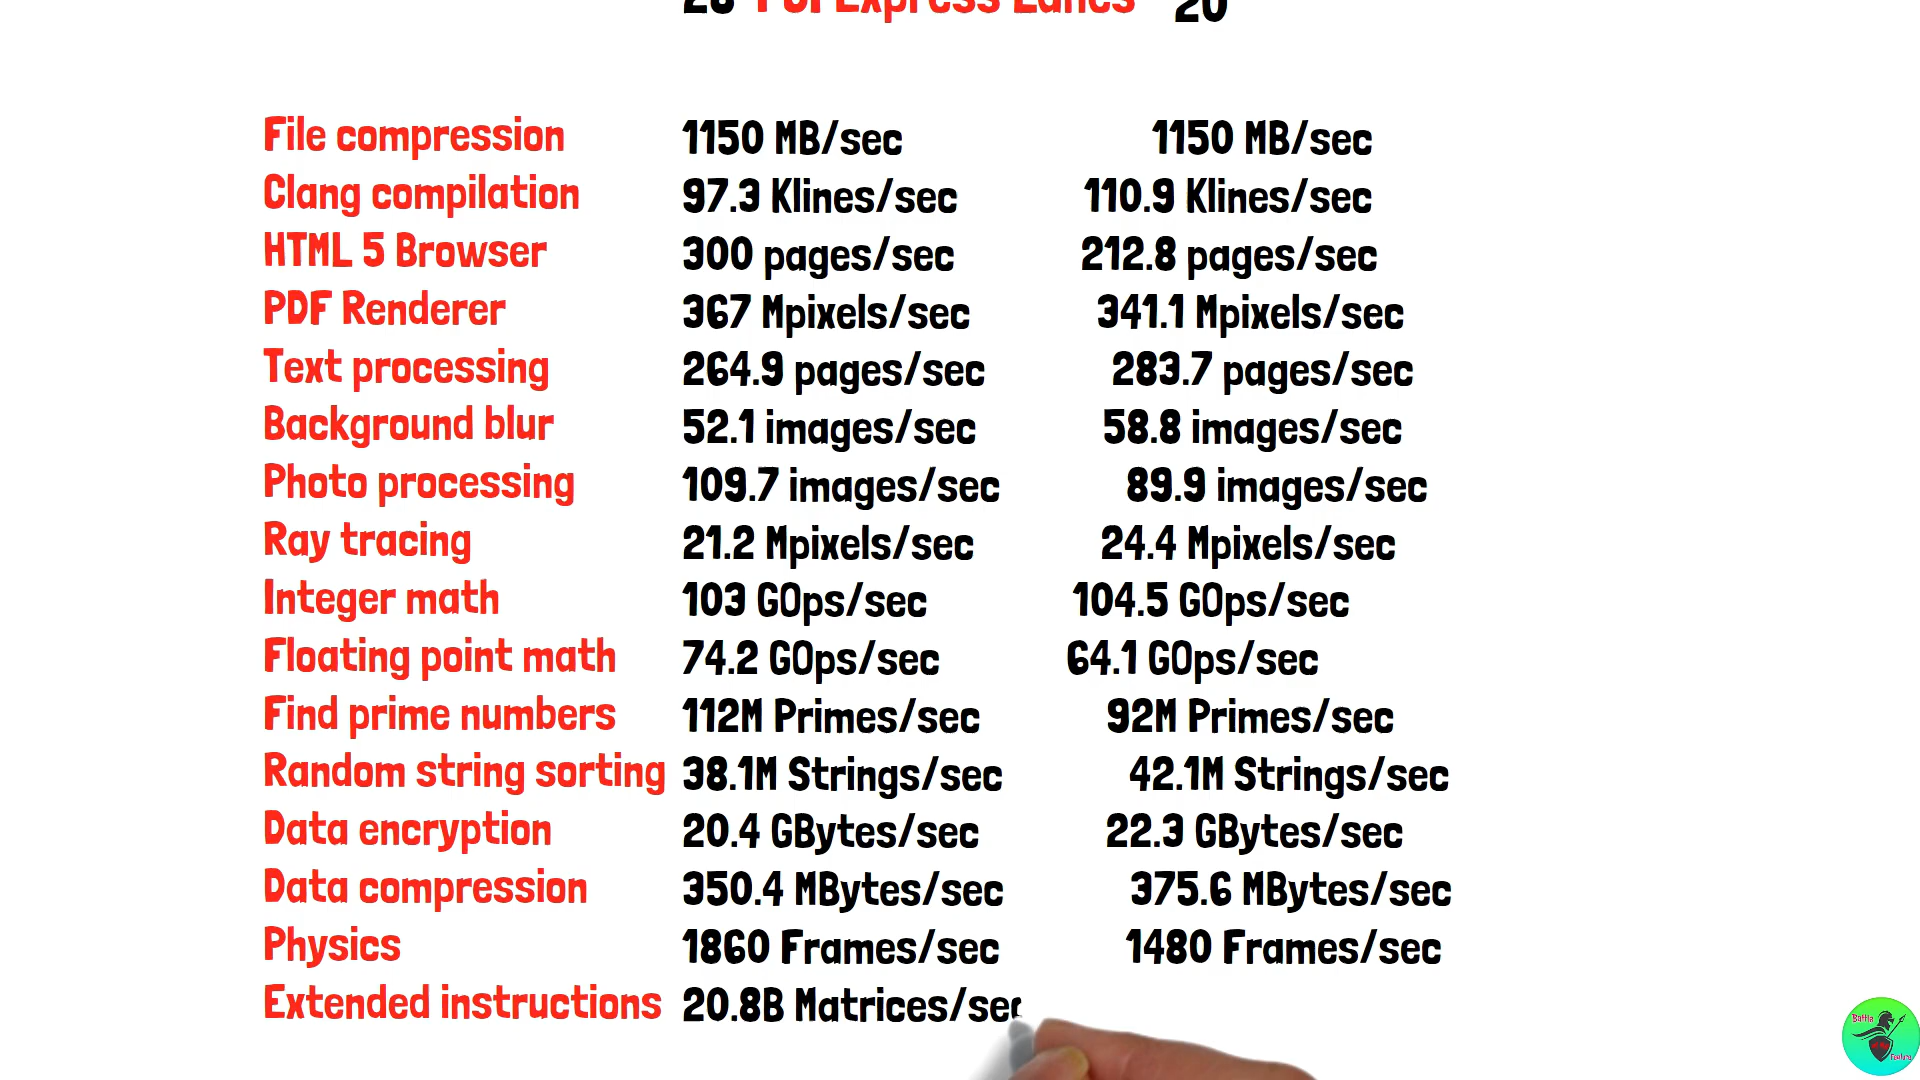 28 PCI Express Lanes 20
File compression 1150 MB/sec 1150 MB/sec
Clang compilation 97.3 Klines/sec 110.9 Klines/sec
HTML 5 Browser 300 pages/sec 212.8 pages/sec
PDF Renderer 367 Mpixels/sec 341.1 Mpixels/sec
Text processing 264.9 pages/sec 283.7 pages/sec
Background blur 52.1 images/sec 58.8 images/sec
Photo processing 109.7 images/sec 89.9 images/sec
Ray tracing 21.2 Mpixels/sec 24.4 Mpixels/sec
Integer math 103 GOps/sec 104.5 GOps/sec
Floating point math 74.2 GOps/sec 64.1 GOps/sec
Find prime numbers 112M Primes/sec 92M Primes/sec
Random string sorting 38.1M Strings/sec 42.1M Strings/sec
Data encryption 20.4 GBytes/sec 22.3 GBytes/sec
Data compression 350.4 MBytes/sec 375.6 MBytes/sec
Physics 1860 Frames/sec 1480 Frames/sec
Extended instructions 20.8B Matrices/sec
Battle